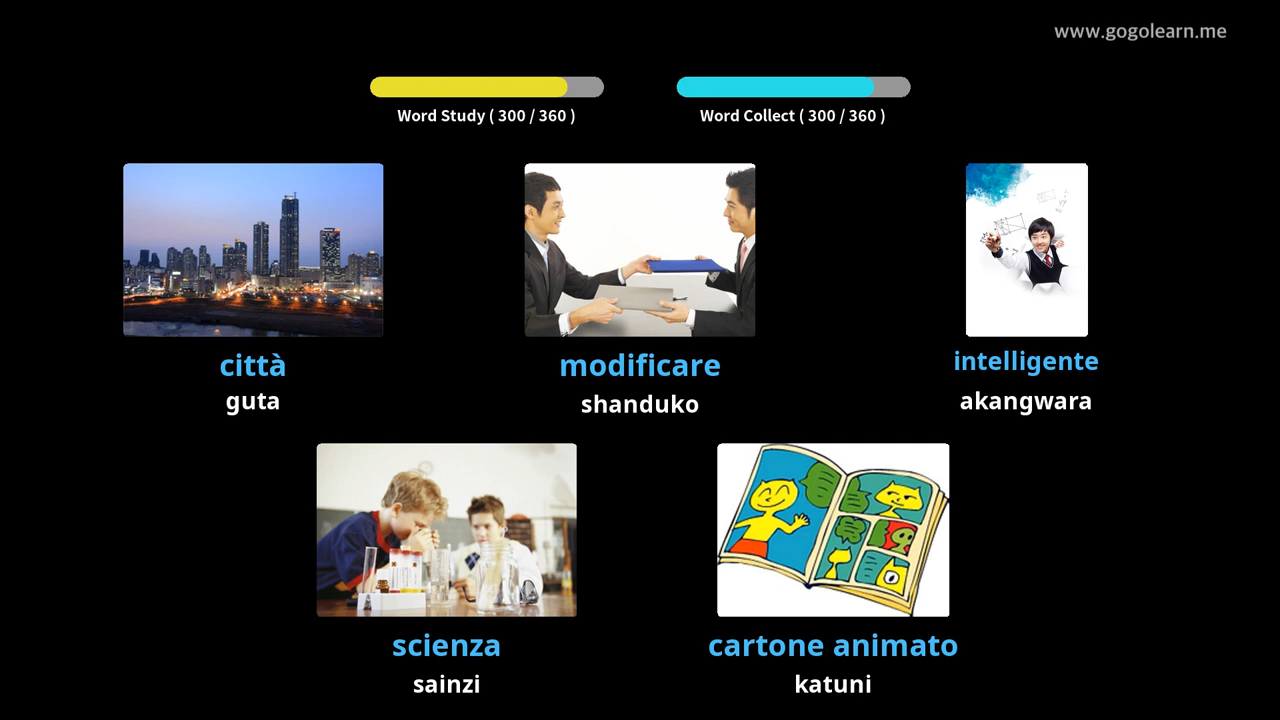 www.gogolearn.me
Word Study ( 300 / 360 )
Word Collect ( 300 / 360 )
città
guta
modificare
shanduko
intelligente
akangwara
scienza
sainzi
cartone animato
katuni